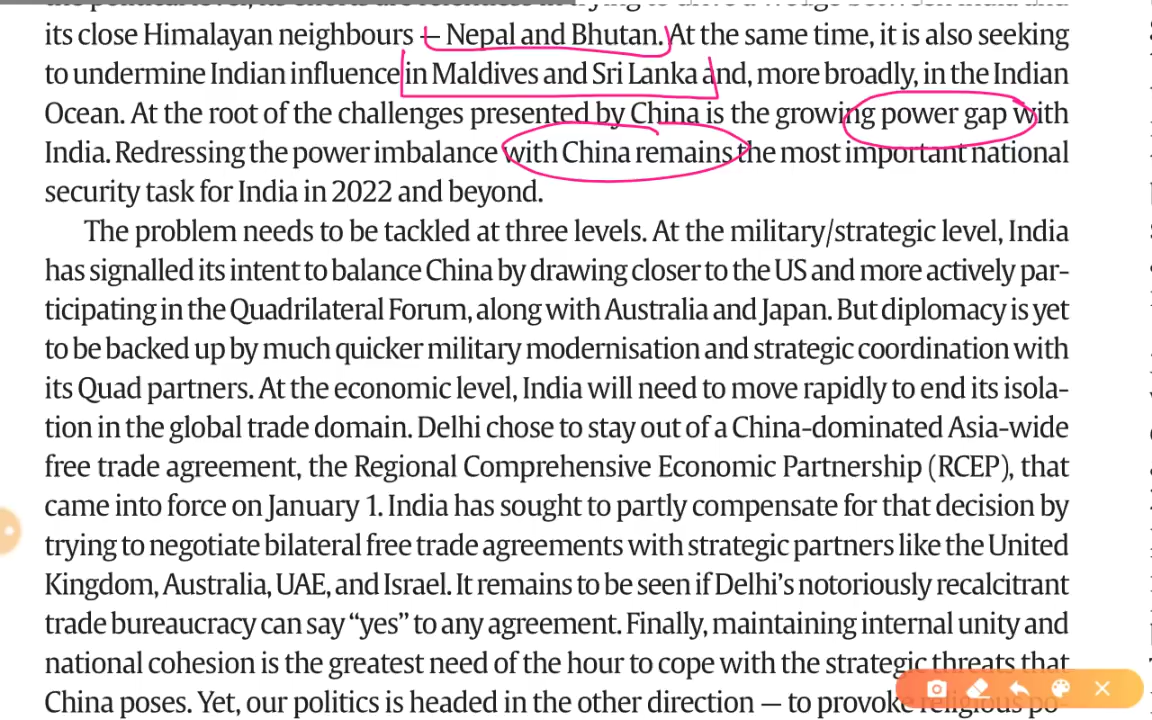 its close Himalayan neighbours – Nepal and Bhutan. At the same time, it is also seeking
to undermine Indian influence in Maldives and Sri Lanka and, more broadly, in the Indian
Ocean. At the root of the challenges presented by China is the growing power gap with
India. Redressing the power imbalance with China remains the most important national
security task for India in 2022 and beyond.
The problem needs to be tackled at three levels. At the military/strategic level, India
has signalled its intent to balance China by drawing closer to the US and more actively par-
ticipating in the Quadrilateral Forum, along with Australia and Japan. But diplomacy is yet
to be backed up by much quicker military modernisation and strategic coordination with
its Quad partners. At the economic level, India will need to move rapidly to end its isola-
tion in the global trade domain. Delhi chose to stay out of a China-dominated Asia-wide
free trade agreement, the Regional Comprehensive Economic Partnership (RCEP), that
came into force on January 1. India has sought to partly compensate for that decision by
trying to negotiate bilateral free trade agreements with strategic partners like the United
Kingdom, Australia, UAE, and Israel. It remains to be seen if Delhi's notoriously recalcitrant
trade bureaucracy can say “yes” to any agreement. Finally, maintaining internal unity and
national cohesion is the greatest need of the hour to cope with the strategic threats that
China poses. Yet, our politics is headed in the other direction — to provoke religious po-